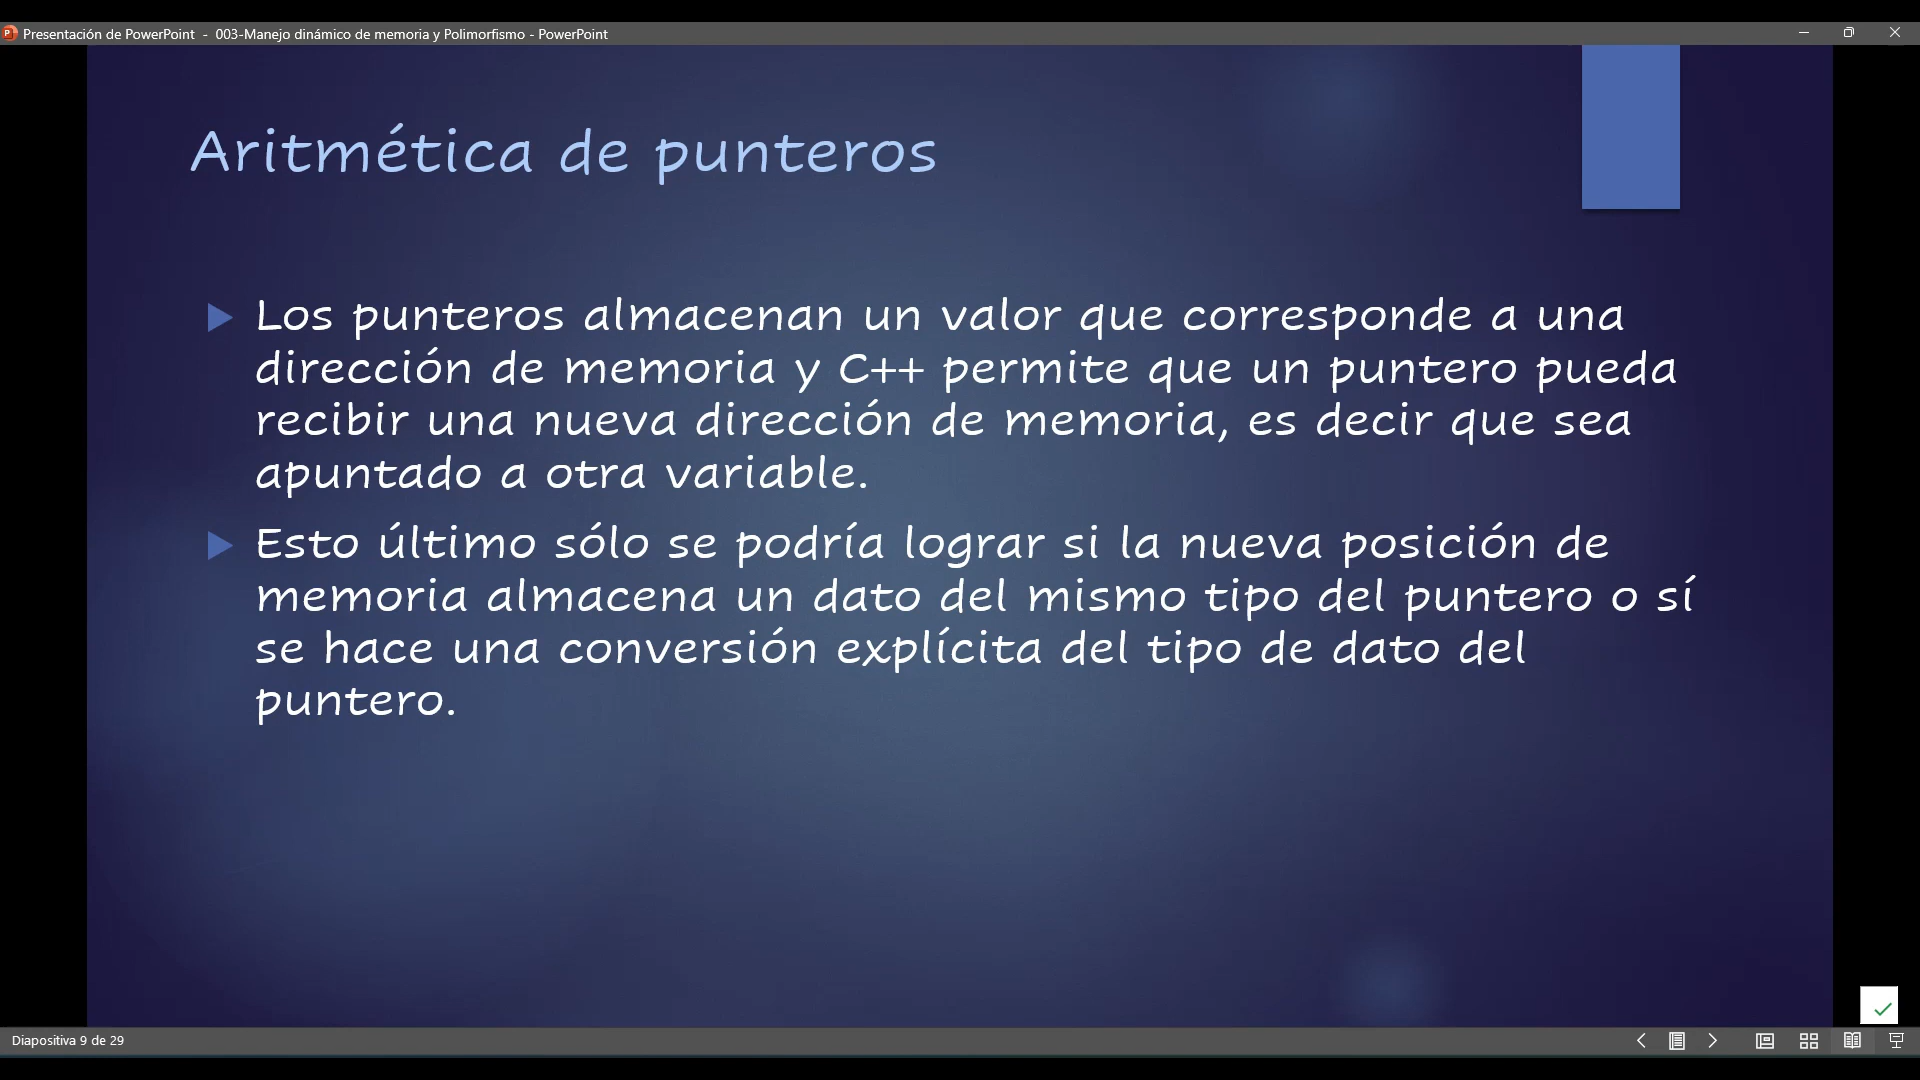 Presentación de PowerPoint - 003-Manejo dinámico de memoria y Polimorfismo - PowerPoint
Aritmética de punteros
Los punteros almacenan un valor que corresponde a una
dirección de memoria y C++ permite que un puntero pueda
recibir una nueva dirección de memoria, es decir que sea
apuntado a otra variable.
Esto último sólo se podría lograr si la nueva posición de
memoria almacena un dato del mismo tipo del puntero o sí
se hace una conversión explícita del tipo de dato del
puntero.
Diapositiva 9 de 29